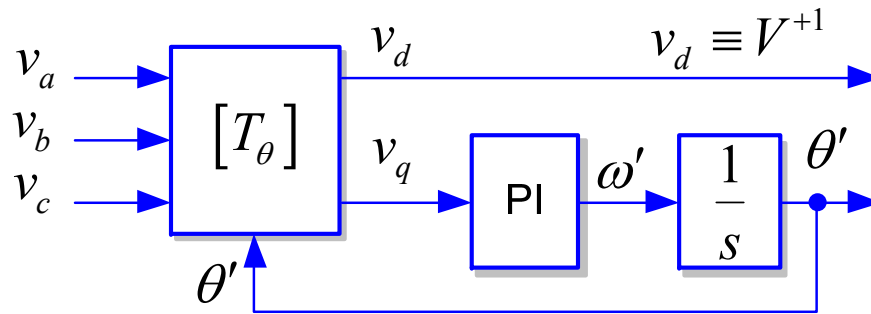 v_a
v_b
v_c
[T_θ]
v_d
v_d ≡ V^{+1}
v_q
PI
ω′
1/s
θ′
θ′